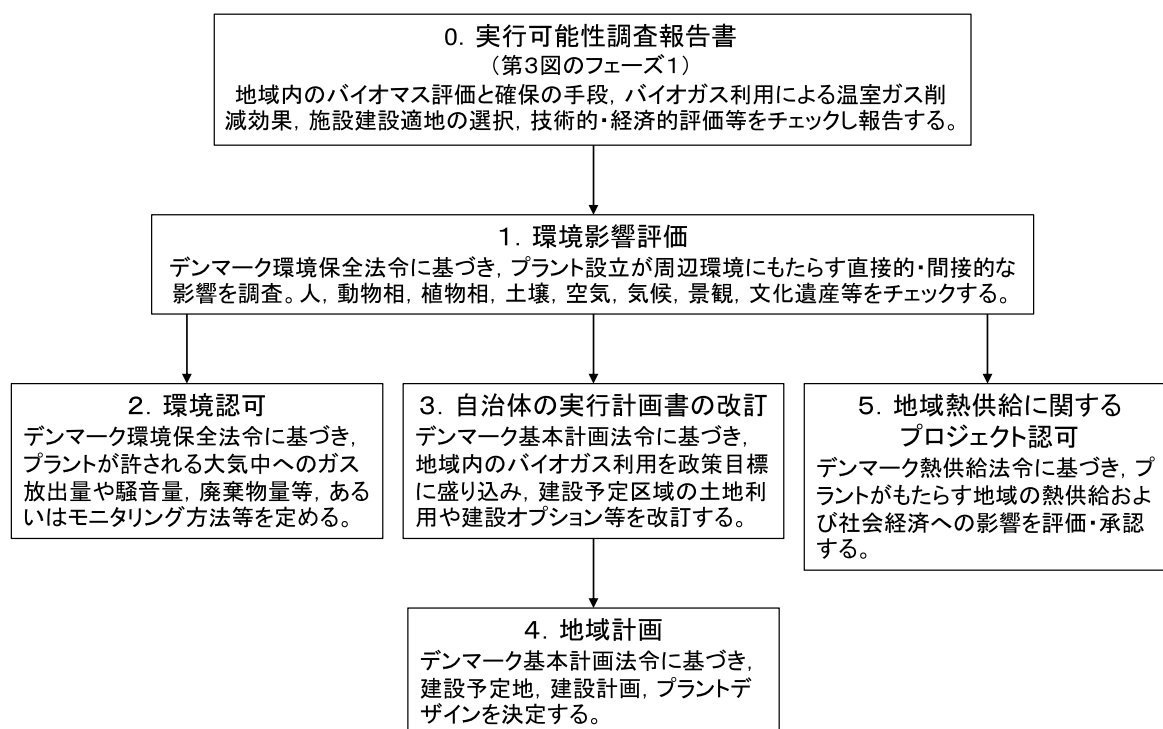 0．実行可能性調査報告書
（第3図のフェーズ1）
地域内のバイオマス評価と確保の手段，バイオガス利用による温室ガス削
減効果，施設建設適地の選択，技術的・経済的評価等をチェックし報告する。
1．環境影響評価
デンマーク環境保全法令に基づき，プラント設立が周辺環境にもたらす直接的・間接的な
影響を調査。人，動物相，植物相，土壌，空気，気候，景観，文化遺産等をチェックする。
2．環境認可
デンマーク環境保全法令に基づき，
プラントが許される大気中へのガス
放出量や騒音量，廃棄物量等，ある
いはモニタリング方法等を定める。
3．自治体の実行計画書の改訂
デンマーク基本計画法令に基づき，
地域内のバイオガス利用を政策目標
に盛り込み，建設予定区域の土地利
用や建設オプション等を改訂する。
5．地域熱供給に関する
プロジェクト認可
デンマーク熱供給法令に基づき，プ
ラントがもたらす地域の熱供給およ
び社会経済への影響を評価・承認
する。
4．地域計画
デンマーク基本計画法令に基づき，
建設予定地，建設計画，プラントデ
ザインを決定する。